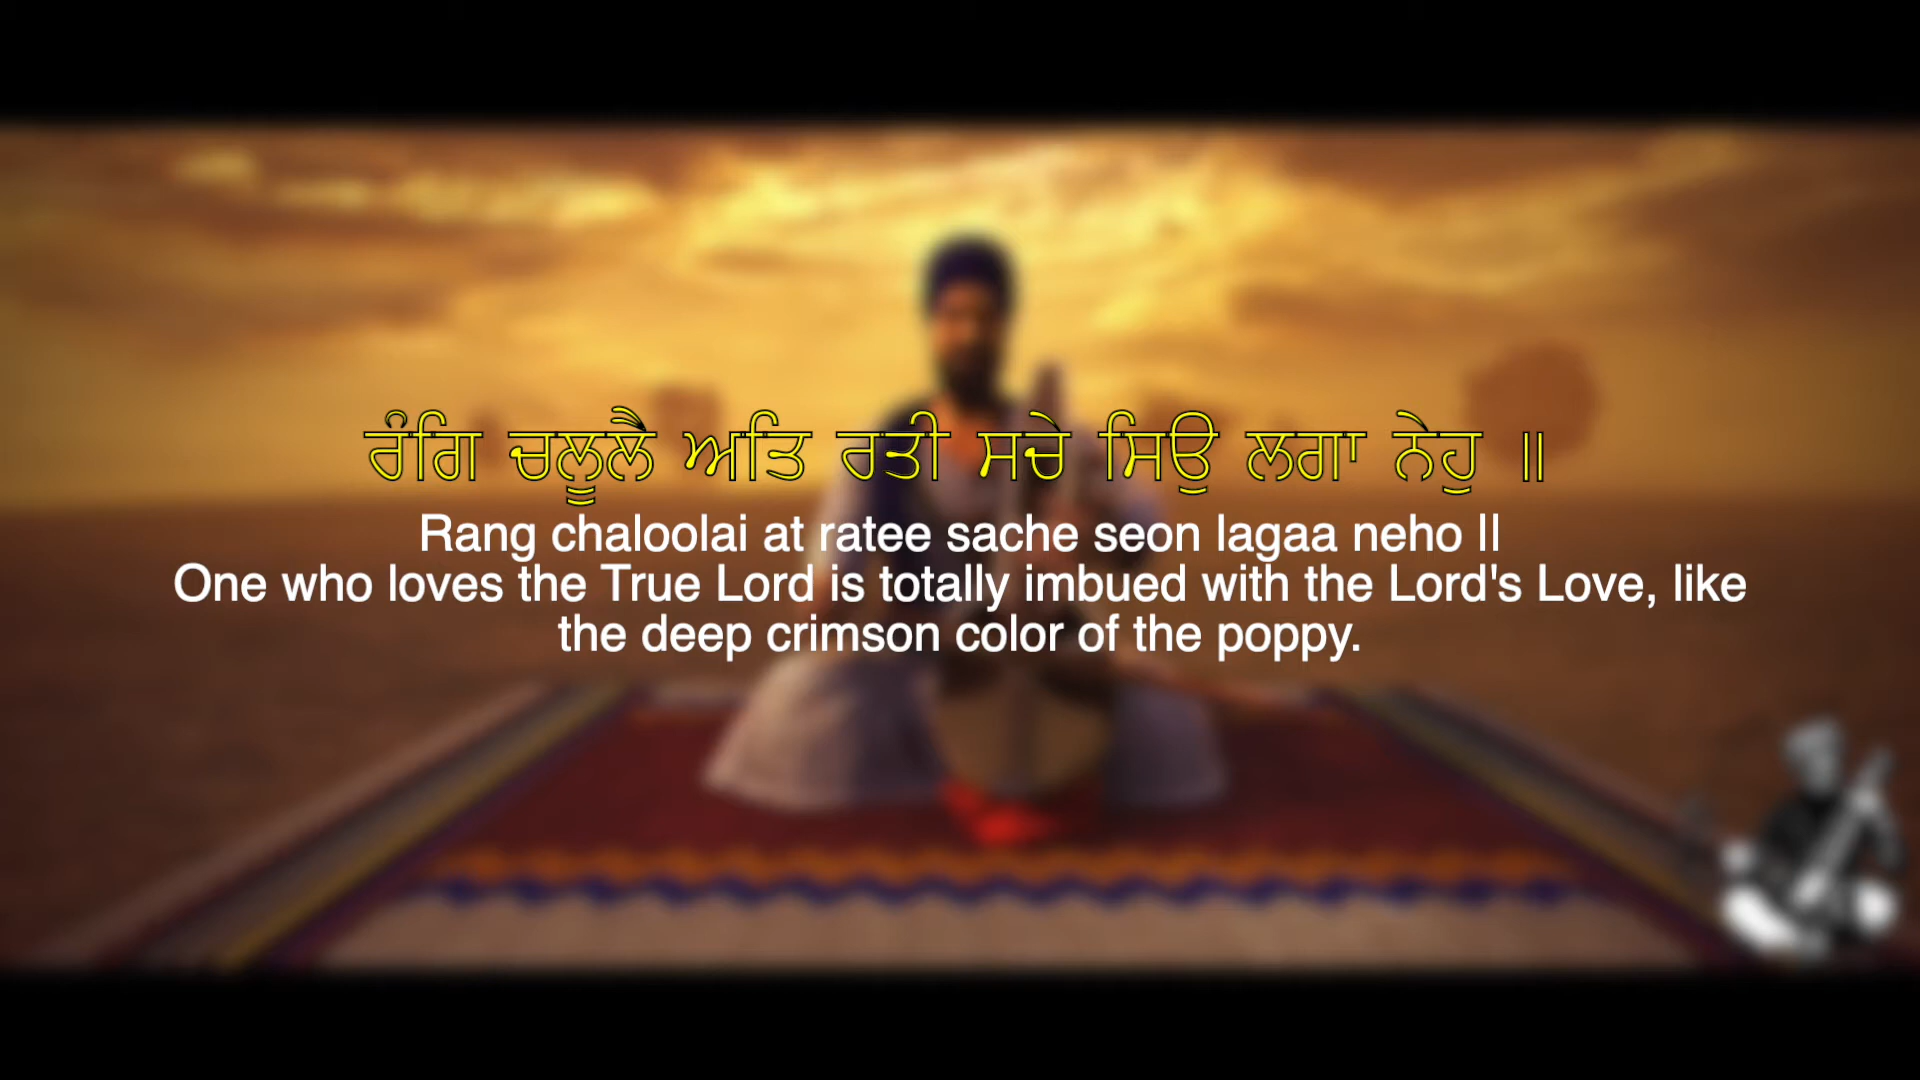 ਰੰਗਿ ਚਲੂਲੈ ਅਤਿ ਰਤੀ ਸਚੇ ਸਿਉ ਲਗਾ ਨੇਹੁ ॥
Rang chaloolai at ratee sache seon lagaa neho ll
One who loves the True Lord is totally imbued with the Lord's Love, like
the deep crimson color of the poppy.